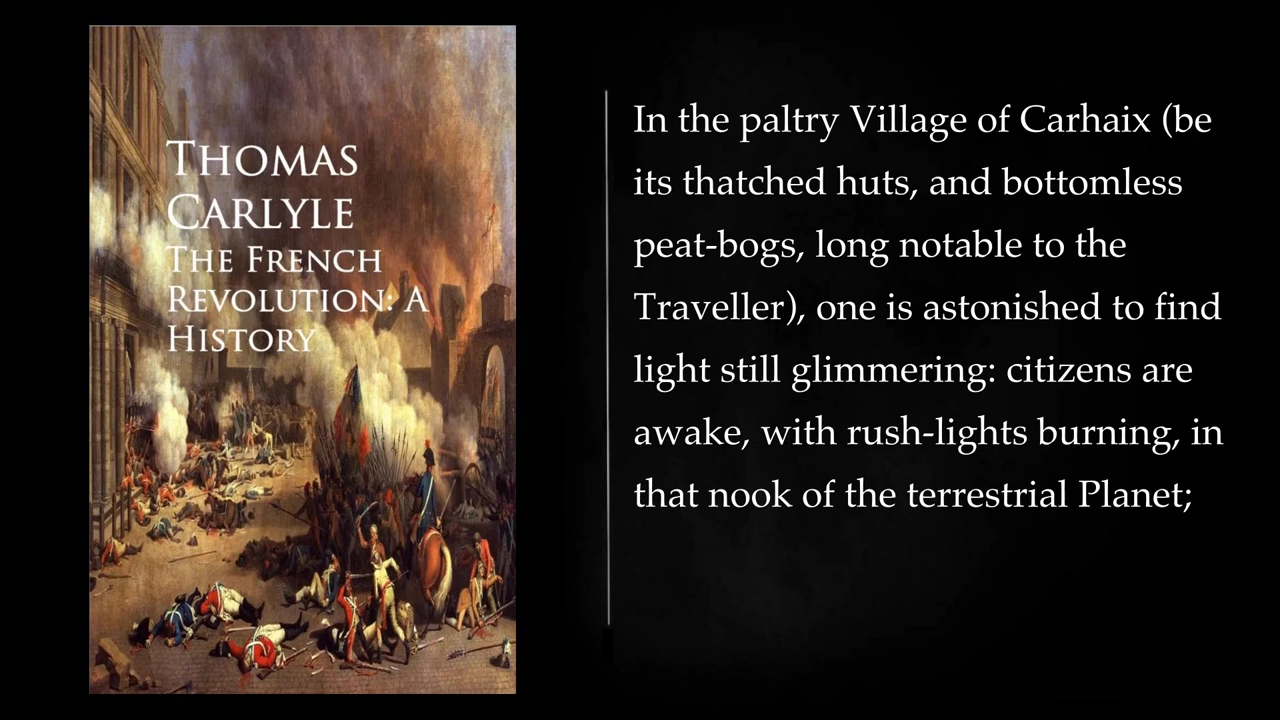 THOMAS
CARLYLE
THE FRENCH
REVOLUTION: A
HISTORY
In the paltry Village of Carhaix (be
its thatched huts, and bottomless
peat-bogs, long notable to the
Traveller), one is astonished to find
light still glimmering: citizens are
awake, with rush-lights burning, in
that nook of the terrestrial Planet;